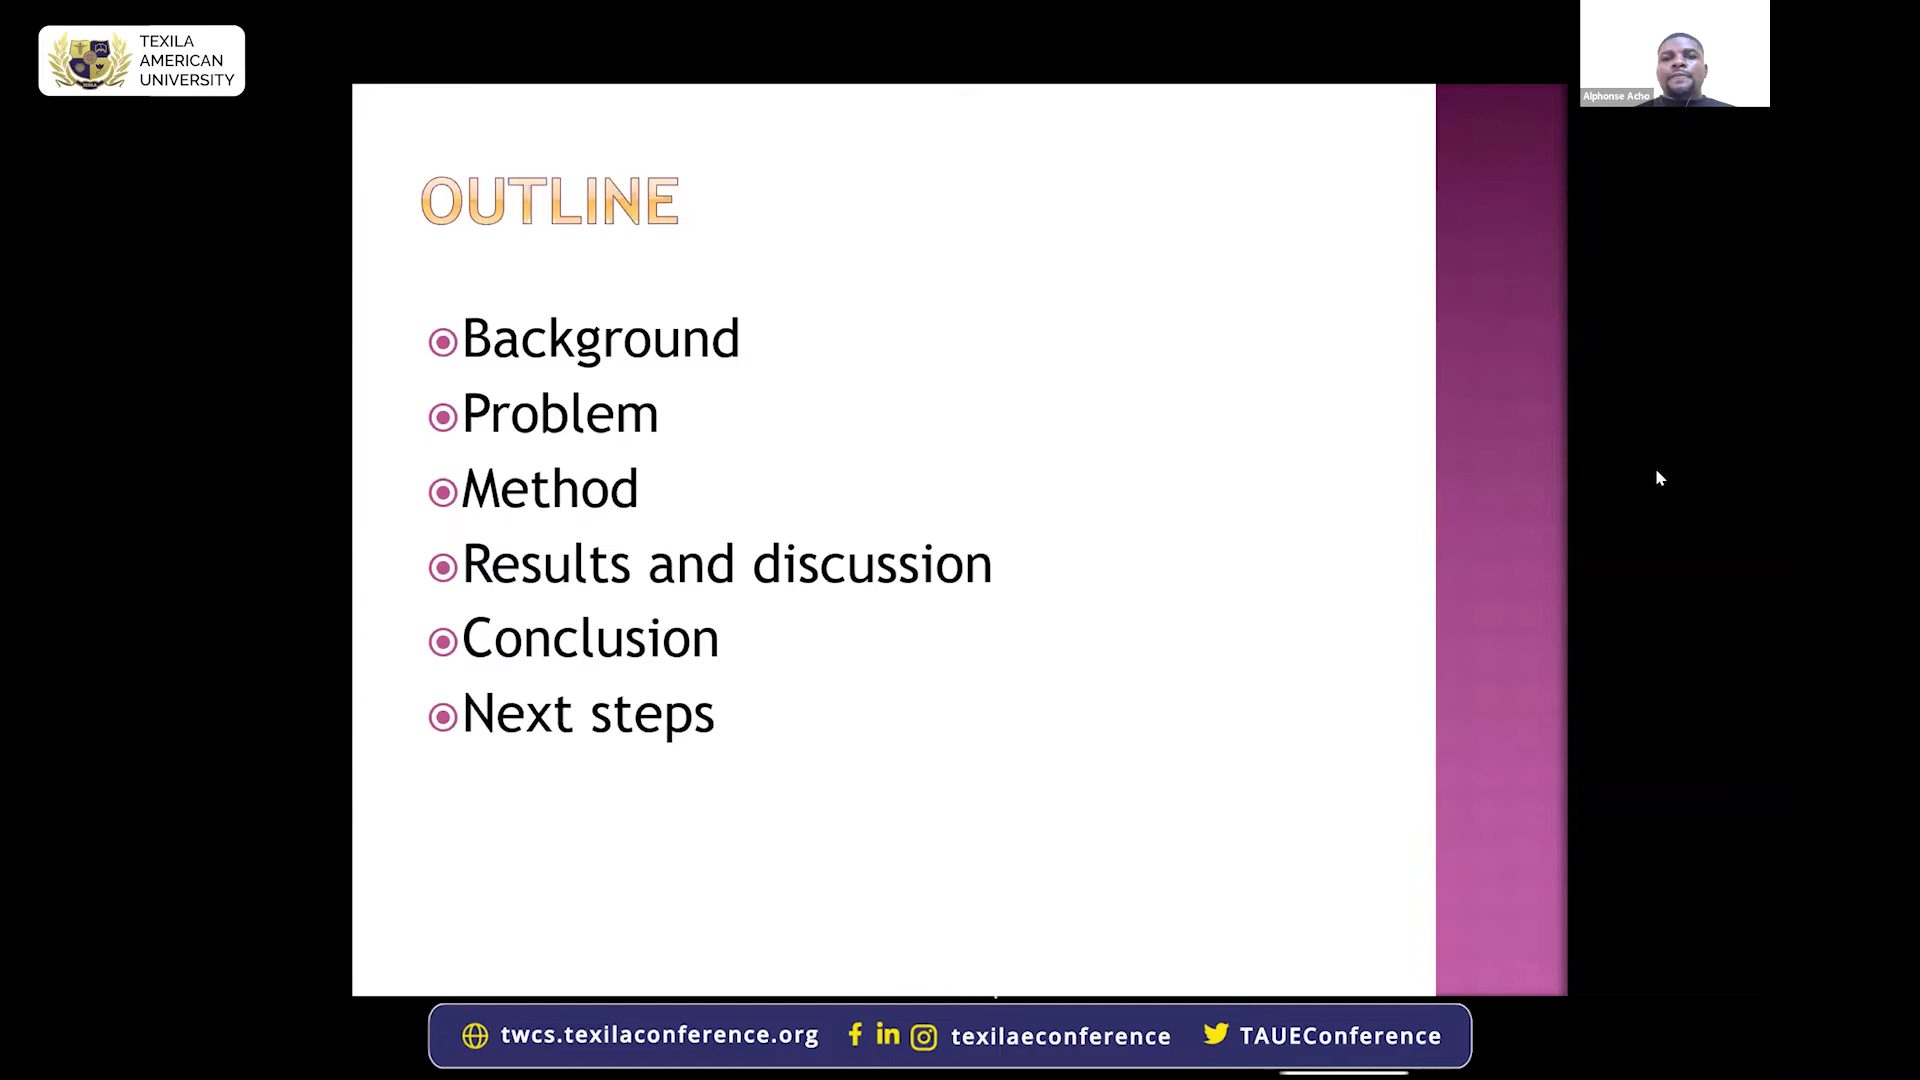 TEXILA
AMERICAN
UNIVERSITY
Alphonse Acho
OUTLINE
Background
Problem
Method
Results and discussion
Conclusion
Next steps
twcs.texilaconference.org texilaeconference TAUEConference